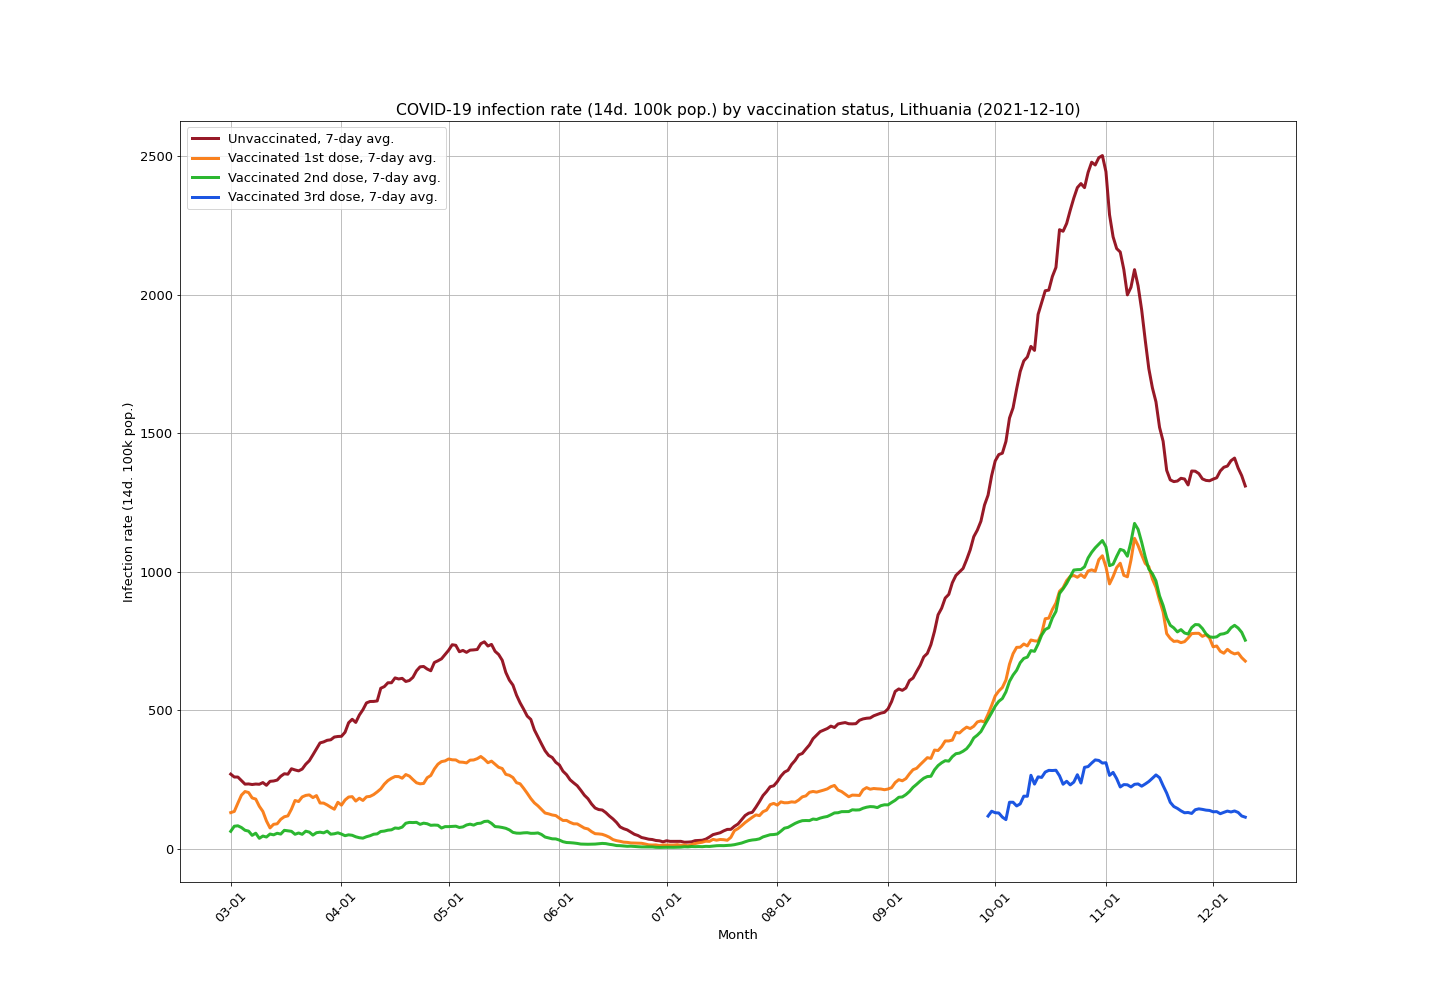 COVID-19 infection rate (14d. 100k pop.) by vaccination status, Lithuania (2021-12-10)
Unvaccinated, 7-day avg.
Vaccinated 1st dose, 7-day avg.
Vaccinated 2nd dose, 7-day avg.
Vaccinated 3rd dose, 7-day avg.
Infection rate (14d. 100k pop.)
2500
2000
1500
1000
500
0
03-01
04-01
05-01
06-01
07-01
08-01
09-01
10-01
11-01
12-01
Month